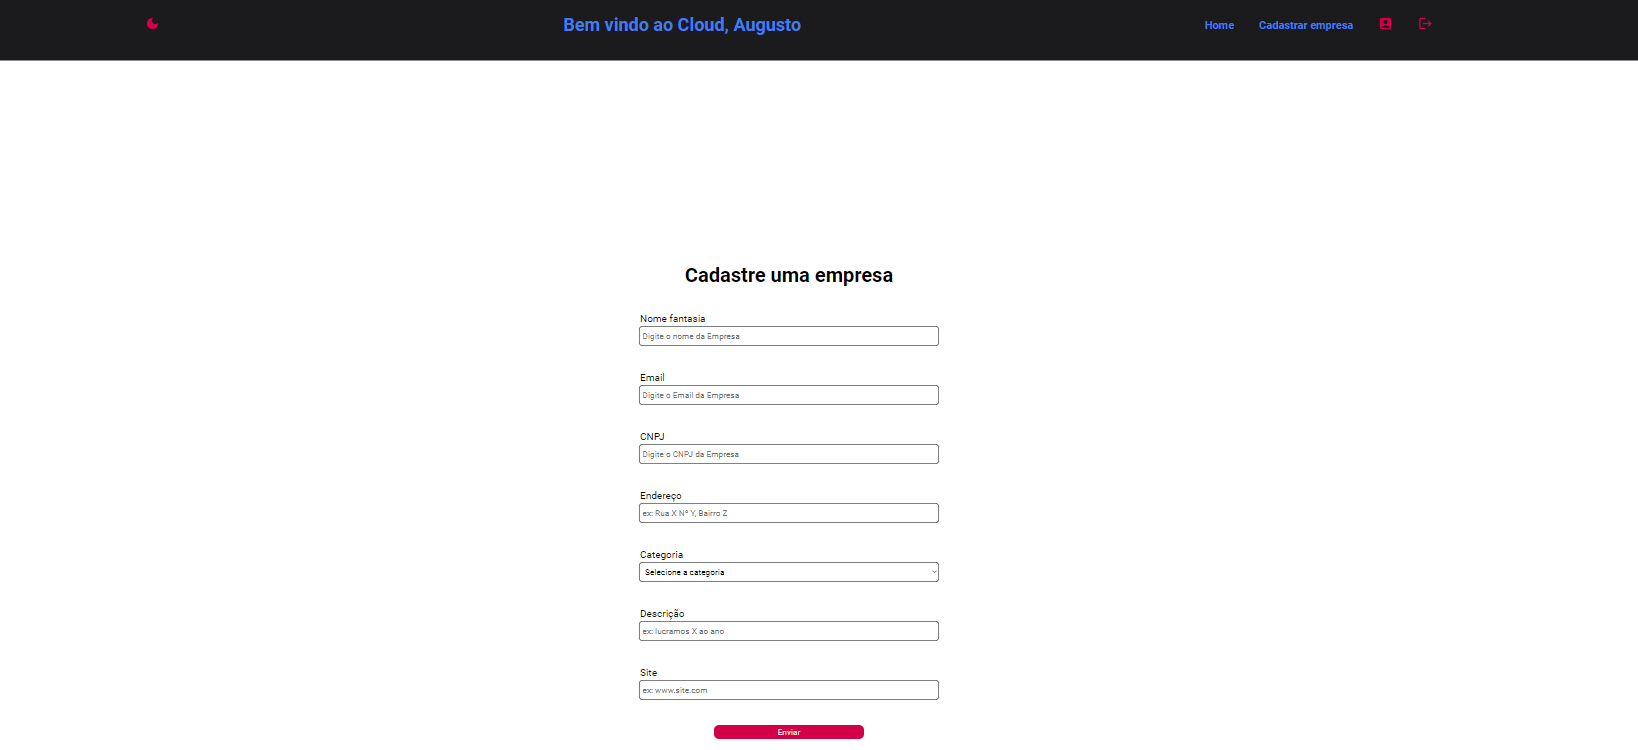 Bem vindo ao Cloud, Augusto
Home
Cadastrar empresa
Cadastre uma empresa
Nome fantasia
Digite o nome da Empresa
Email
Digite o Email da Empresa
CNPJ
Digite o CNPJ da Empresa
Endereço
ex: Rua X Nº Y, Bairro Z
Categoria
Selecione a categoria
Descrição
ex: lucramos X ao ano
Site
ex: www.site.com
Enviar